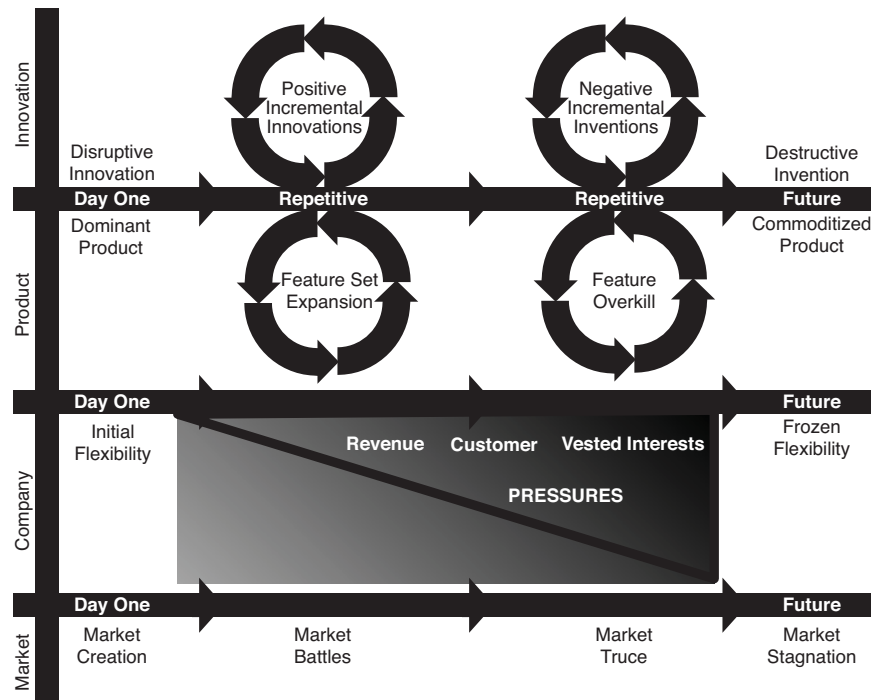 Innovation
Positive
Incremental
Innovations
Negative
Incremental
Inventions
Disruptive
Innovation
Destructive
Invention
Day One
Repetitive
Repetitive
Future
Product
Dominant
Product
Feature Set
Expansion
Feature
Overkill
Commoditized
Product
Day One
Future
Company
Initial
Flexibility
Revenue
Customer
Vested Interests
PRESSURES
Frozen
Flexibility
Day One
Future
Market
Market
Creation
Market
Battles
Market
Truce
Market
Stagnation